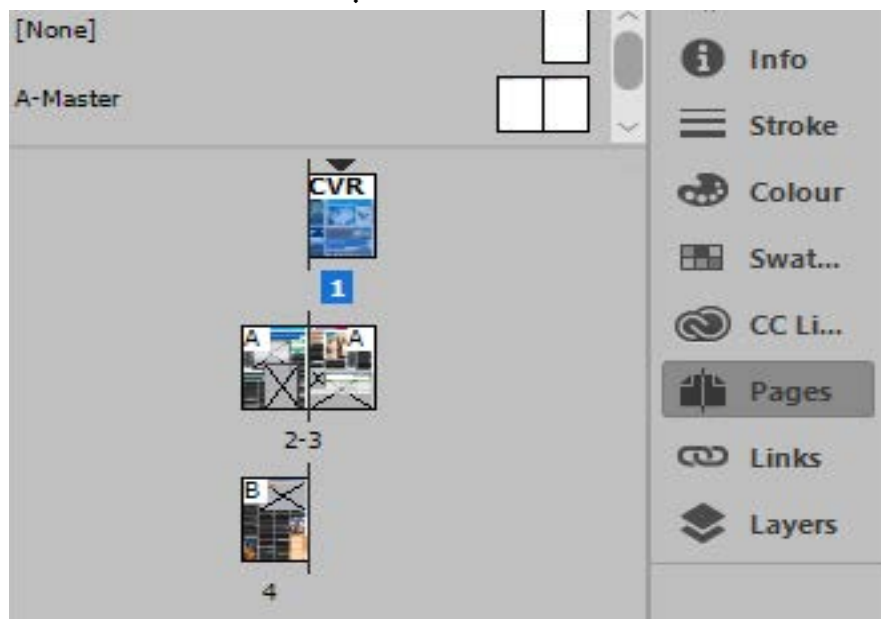 [None]
A-Master
CVR
1
A A
2-3
B
4
Info
Stroke
Colour
Swat...
CC Li...
Pages
Links
Layers